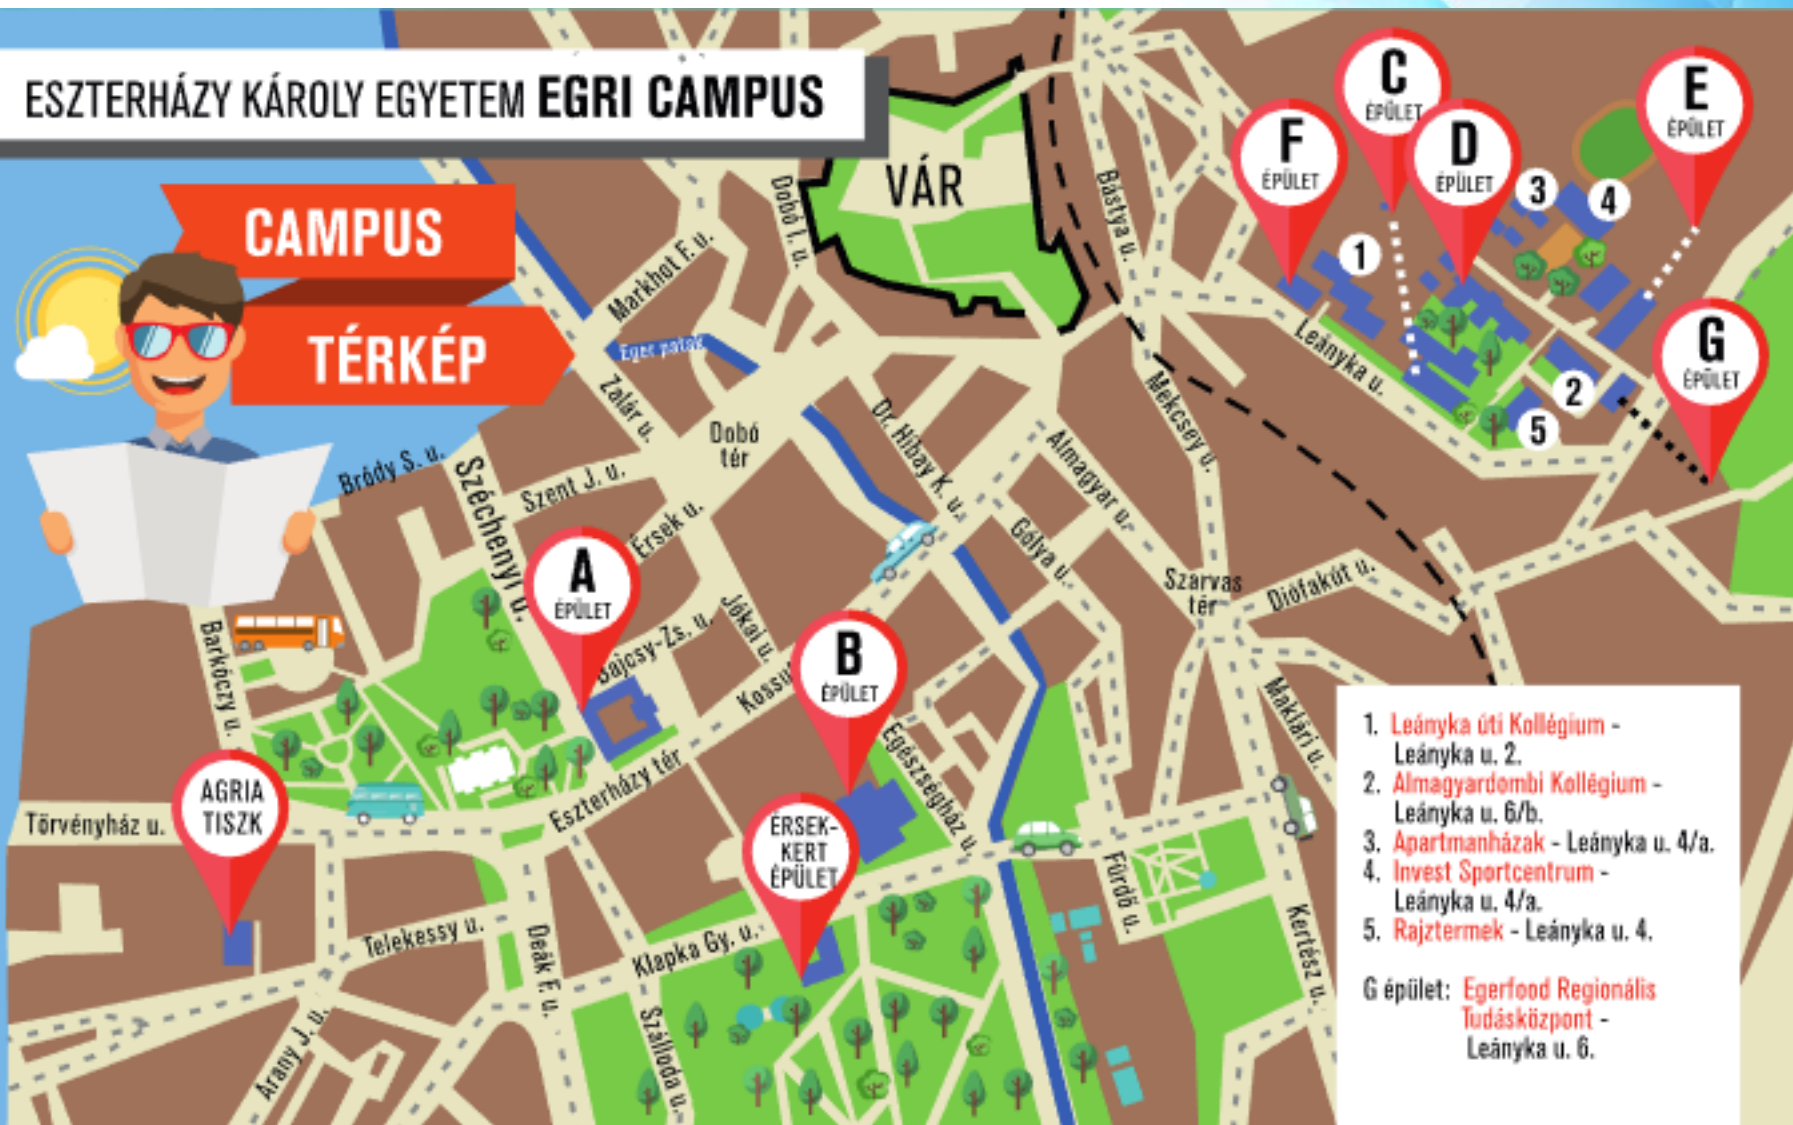 ESZTERHÁZY KÁROLY EGYETEM EGRI CAMPUS
CAMPUS
TÉRKÉP
VÁR
C
ÉPÜLET
E
ÉPÜLET
F
ÉPÜLET
D
ÉPÜLET
3
4
1
G
ÉPÜLET
2
5
Dobó I. u.
Bástya u.
Markhot F. u.
Eger patak
Zalár u.
Leányka u.
Mekcsey u.
Dobó
tér
Dr. Hibay K. u.
Almagyar u.
Bródy S. u.
Széchenyi u.
Szent J. u.
Érsek u.
Gólya u.
A
ÉPÜLET
Szarvas
tér
Diófakút u.
Jókai u.
Bajcsy-Zs. u.
Barkóczy u.
B
ÉPÜLET
Maklári u.
Egészségház u.
Eszterházy tér
AGRIA
TISZK
Törvényház u.
ÉRSEK-
KERT
ÉPÜLET
Fürdő u.
Telekessy u.
Deák F. u.
Klapka Gy. u.
Kertész u.
Arany J. u.
Szálloda u.
1. Leányka úti Kollégium -
Leányka u. 2.
2. Almagyardombi Kollégium -
Leányka u. 6/b.
3. Apartmanházak - Leányka u. 4/a.
4. Invest Sportcentrum -
Leányka u. 4/a.
5. Rajztermek - Leányka u. 4.
G épület: Egerfood Regionális
Tudásközpont -
Leányka u. 6.